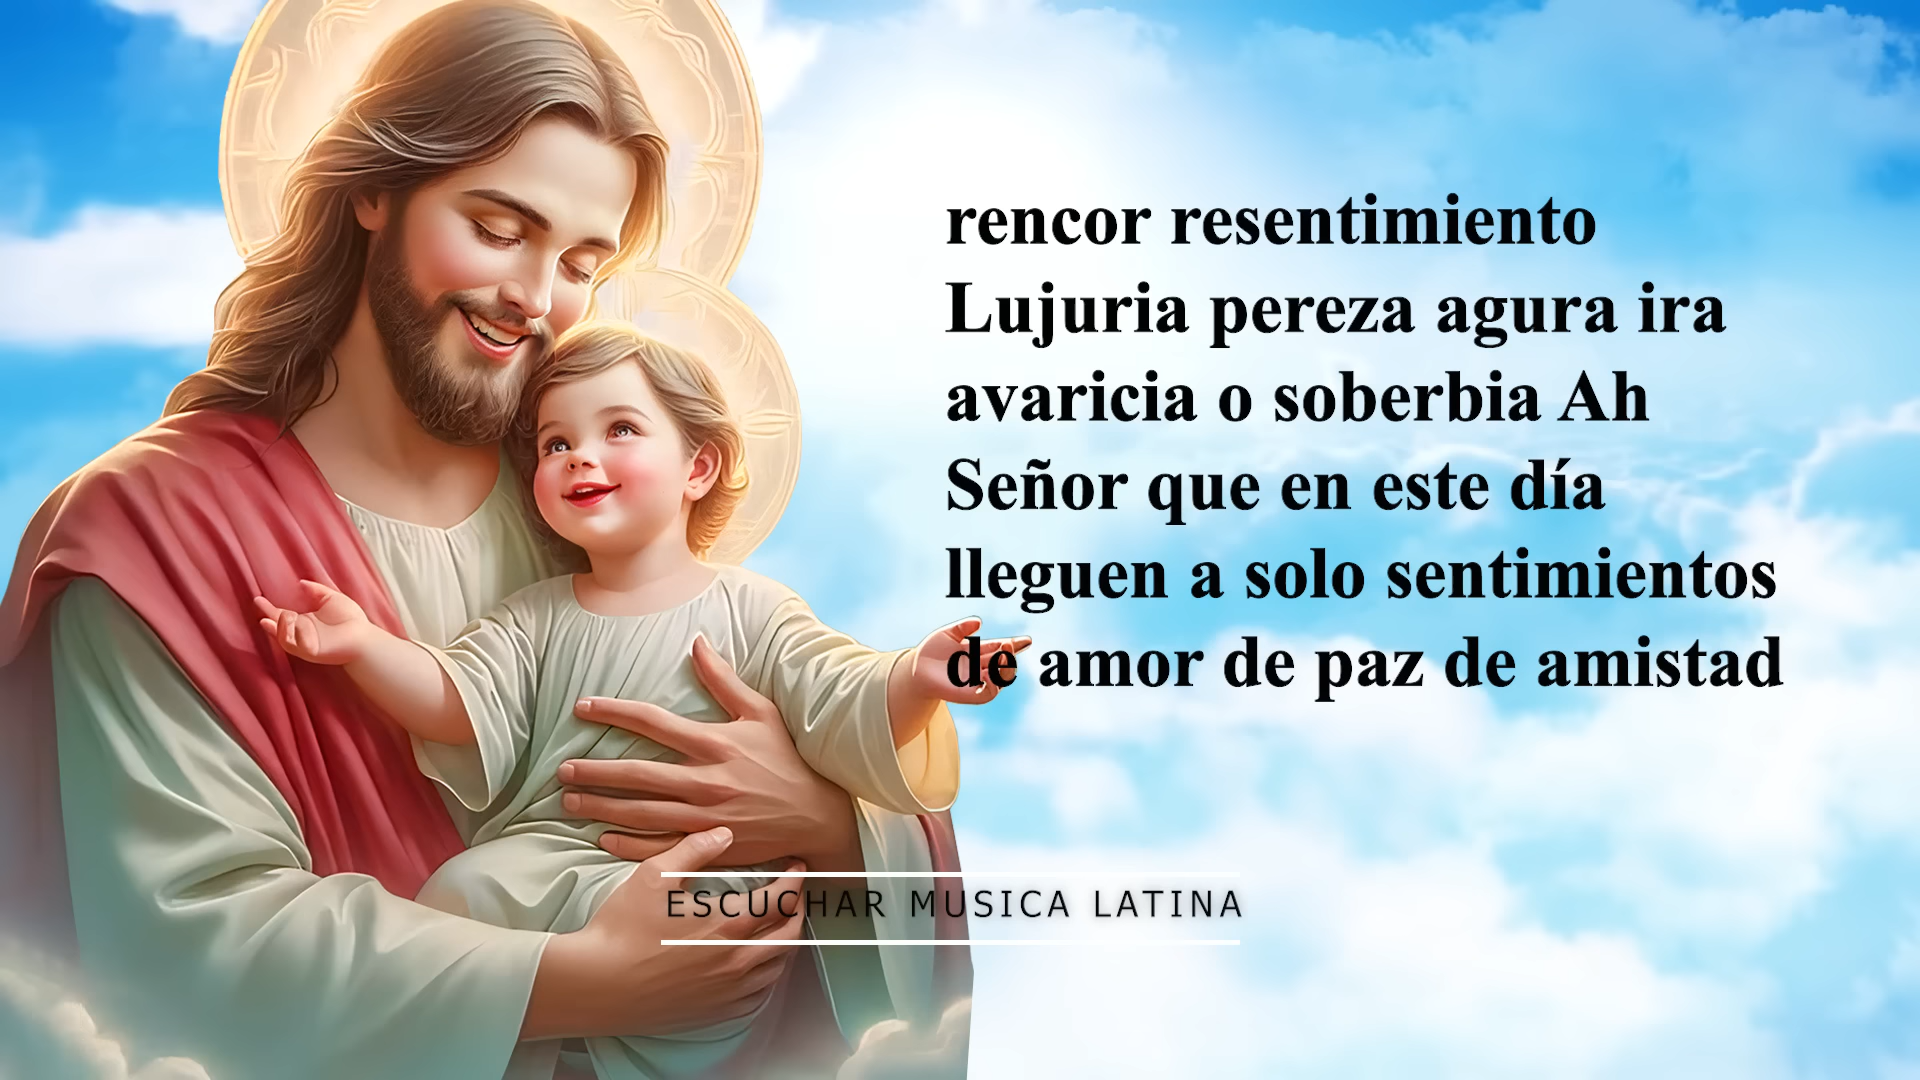 rencor resentimiento
Lujuria pereza agura ira
avaricia o soberbia Ah
Señor que en este día
lleguen a solo sentimientos
de amor de paz de amistad
ESCUCHAR MUSICA LATINA